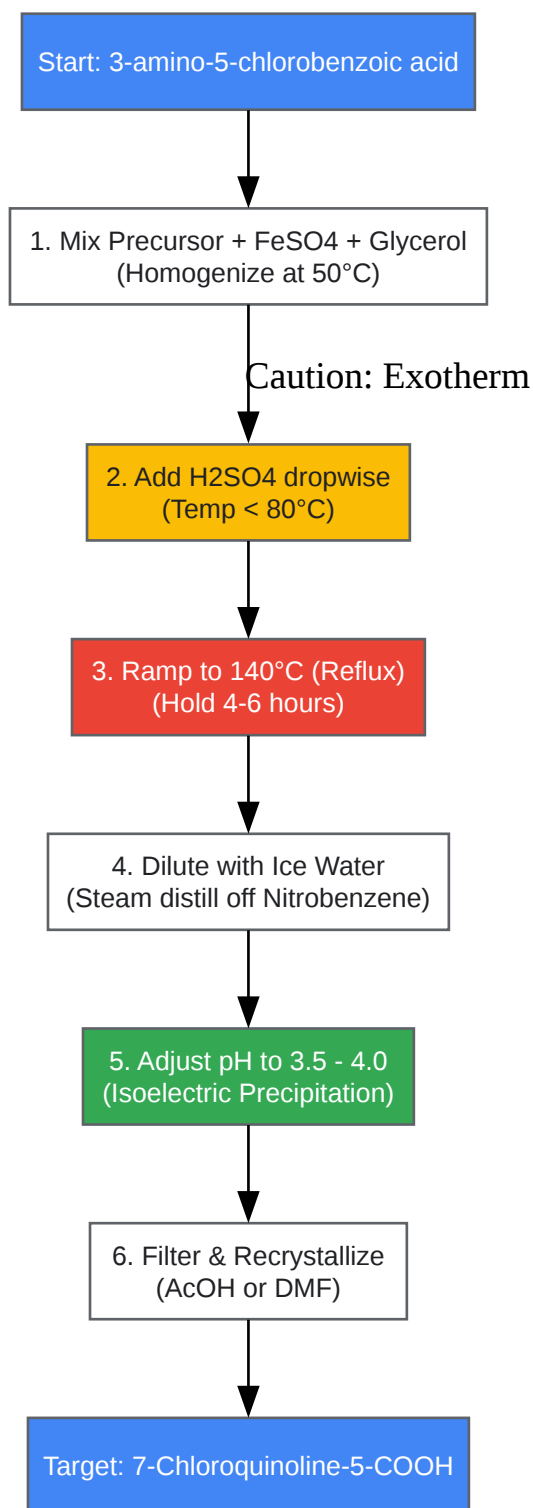 Start: 3-amino-5-chlorobenzoic acid
1. Mix Precursor + FeSO4 + Glycerol
(Homogenize at 50°C)
Caution: Exotherm
2. Add H2SO4 dropwise
(Temp < 80°C)
3. Ramp to 140°C (Reflux)
(Hold 4-6 hours)
4. Dilute with Ice Water
(Steam distill off Nitrobenzene)
5. Adjust pH to 3.5 - 4.0
(Isoelectric Precipitation)
6. Filter & Recrystallize
(AcOH or DMF)
Target: 7-Chloroquinoline-5-COOH